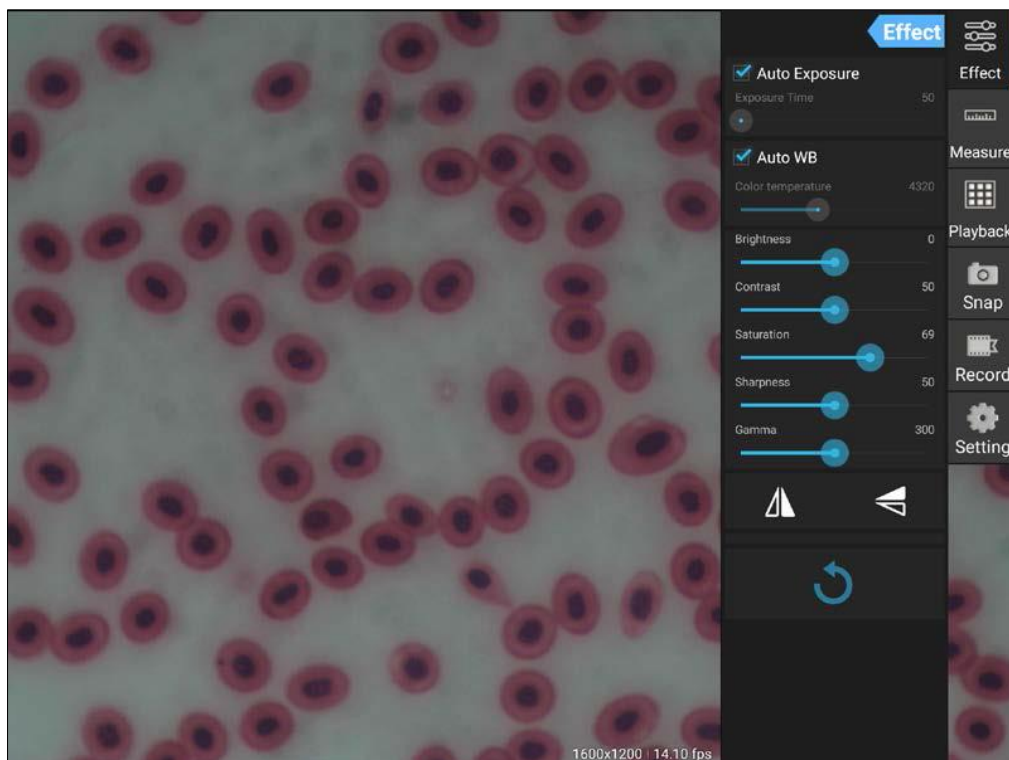 Effect
Auto Exposure
Exposure Time 50
Auto WB
Color temperature 4320
Brightness 0
Contrast 50
Saturation 69
Sharpness 50
Gamma 300
Effect
Measure
Playback
Snap
Record
Setting
1600x1200 | 14.10 fps